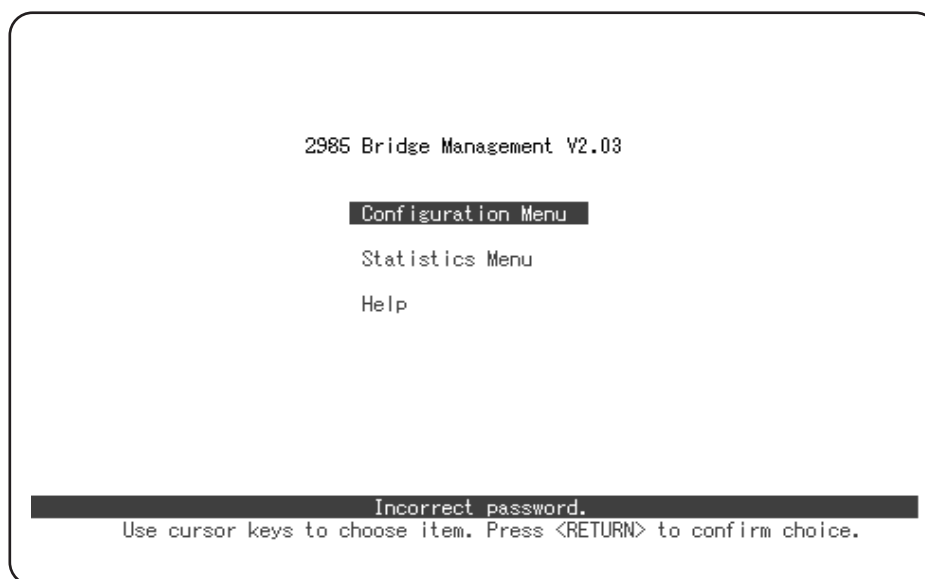 2985 Bridge Management V2.03
Configuration Menu
Statistics Menu
Help
Incorrect password.
Use cursor keys to choose item. Press <RETURN> to confirm choice.